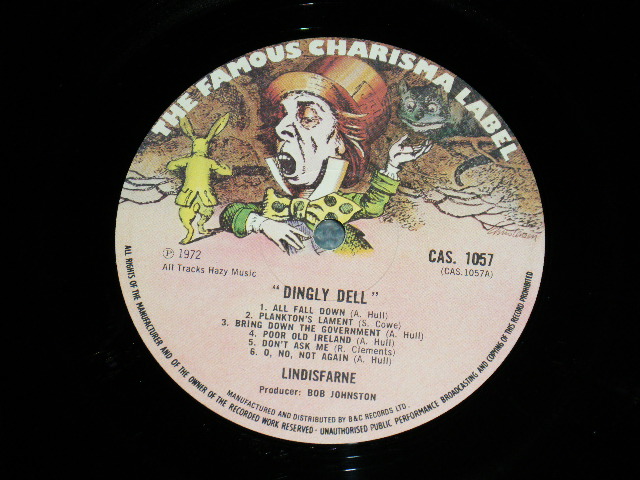 THE FAMOUS CHARISMA LABEL
Ⓟ 1972
All Tracks Hazy Music
CAS. 1057
(CAS.1057A)
" DINGLY DELL "
1. ALL FALL DOWN (A. Hull)
2. PLANKTON'S LAMENT (S. Cowe)
3. BRING DOWN THE GOVERNMENT (A. Hull)
4. POOR OLD IRELAND (A. Hull)
5. DON'T ASK ME (R. Clements)
6. O, NO, NOT AGAIN (A. Hull)
LINDISFARNE
Producer: BOB JOHNSTON
MANUFACTURED AND DISTRIBUTED BY B&C RECORDS LTD.
ALL RIGHTS OF THE MANUFACTURER AND OF THE OWNER OF THE RECORDED WORK RESERVED - UNAUTHORISED PUBLIC PERFORMANCE BROADCASTING AND COPYING OF THIS RECORD PROHIBITED